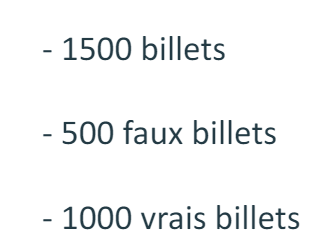 - 1500 billets
- 500 faux billets
- 1000 vrais billets